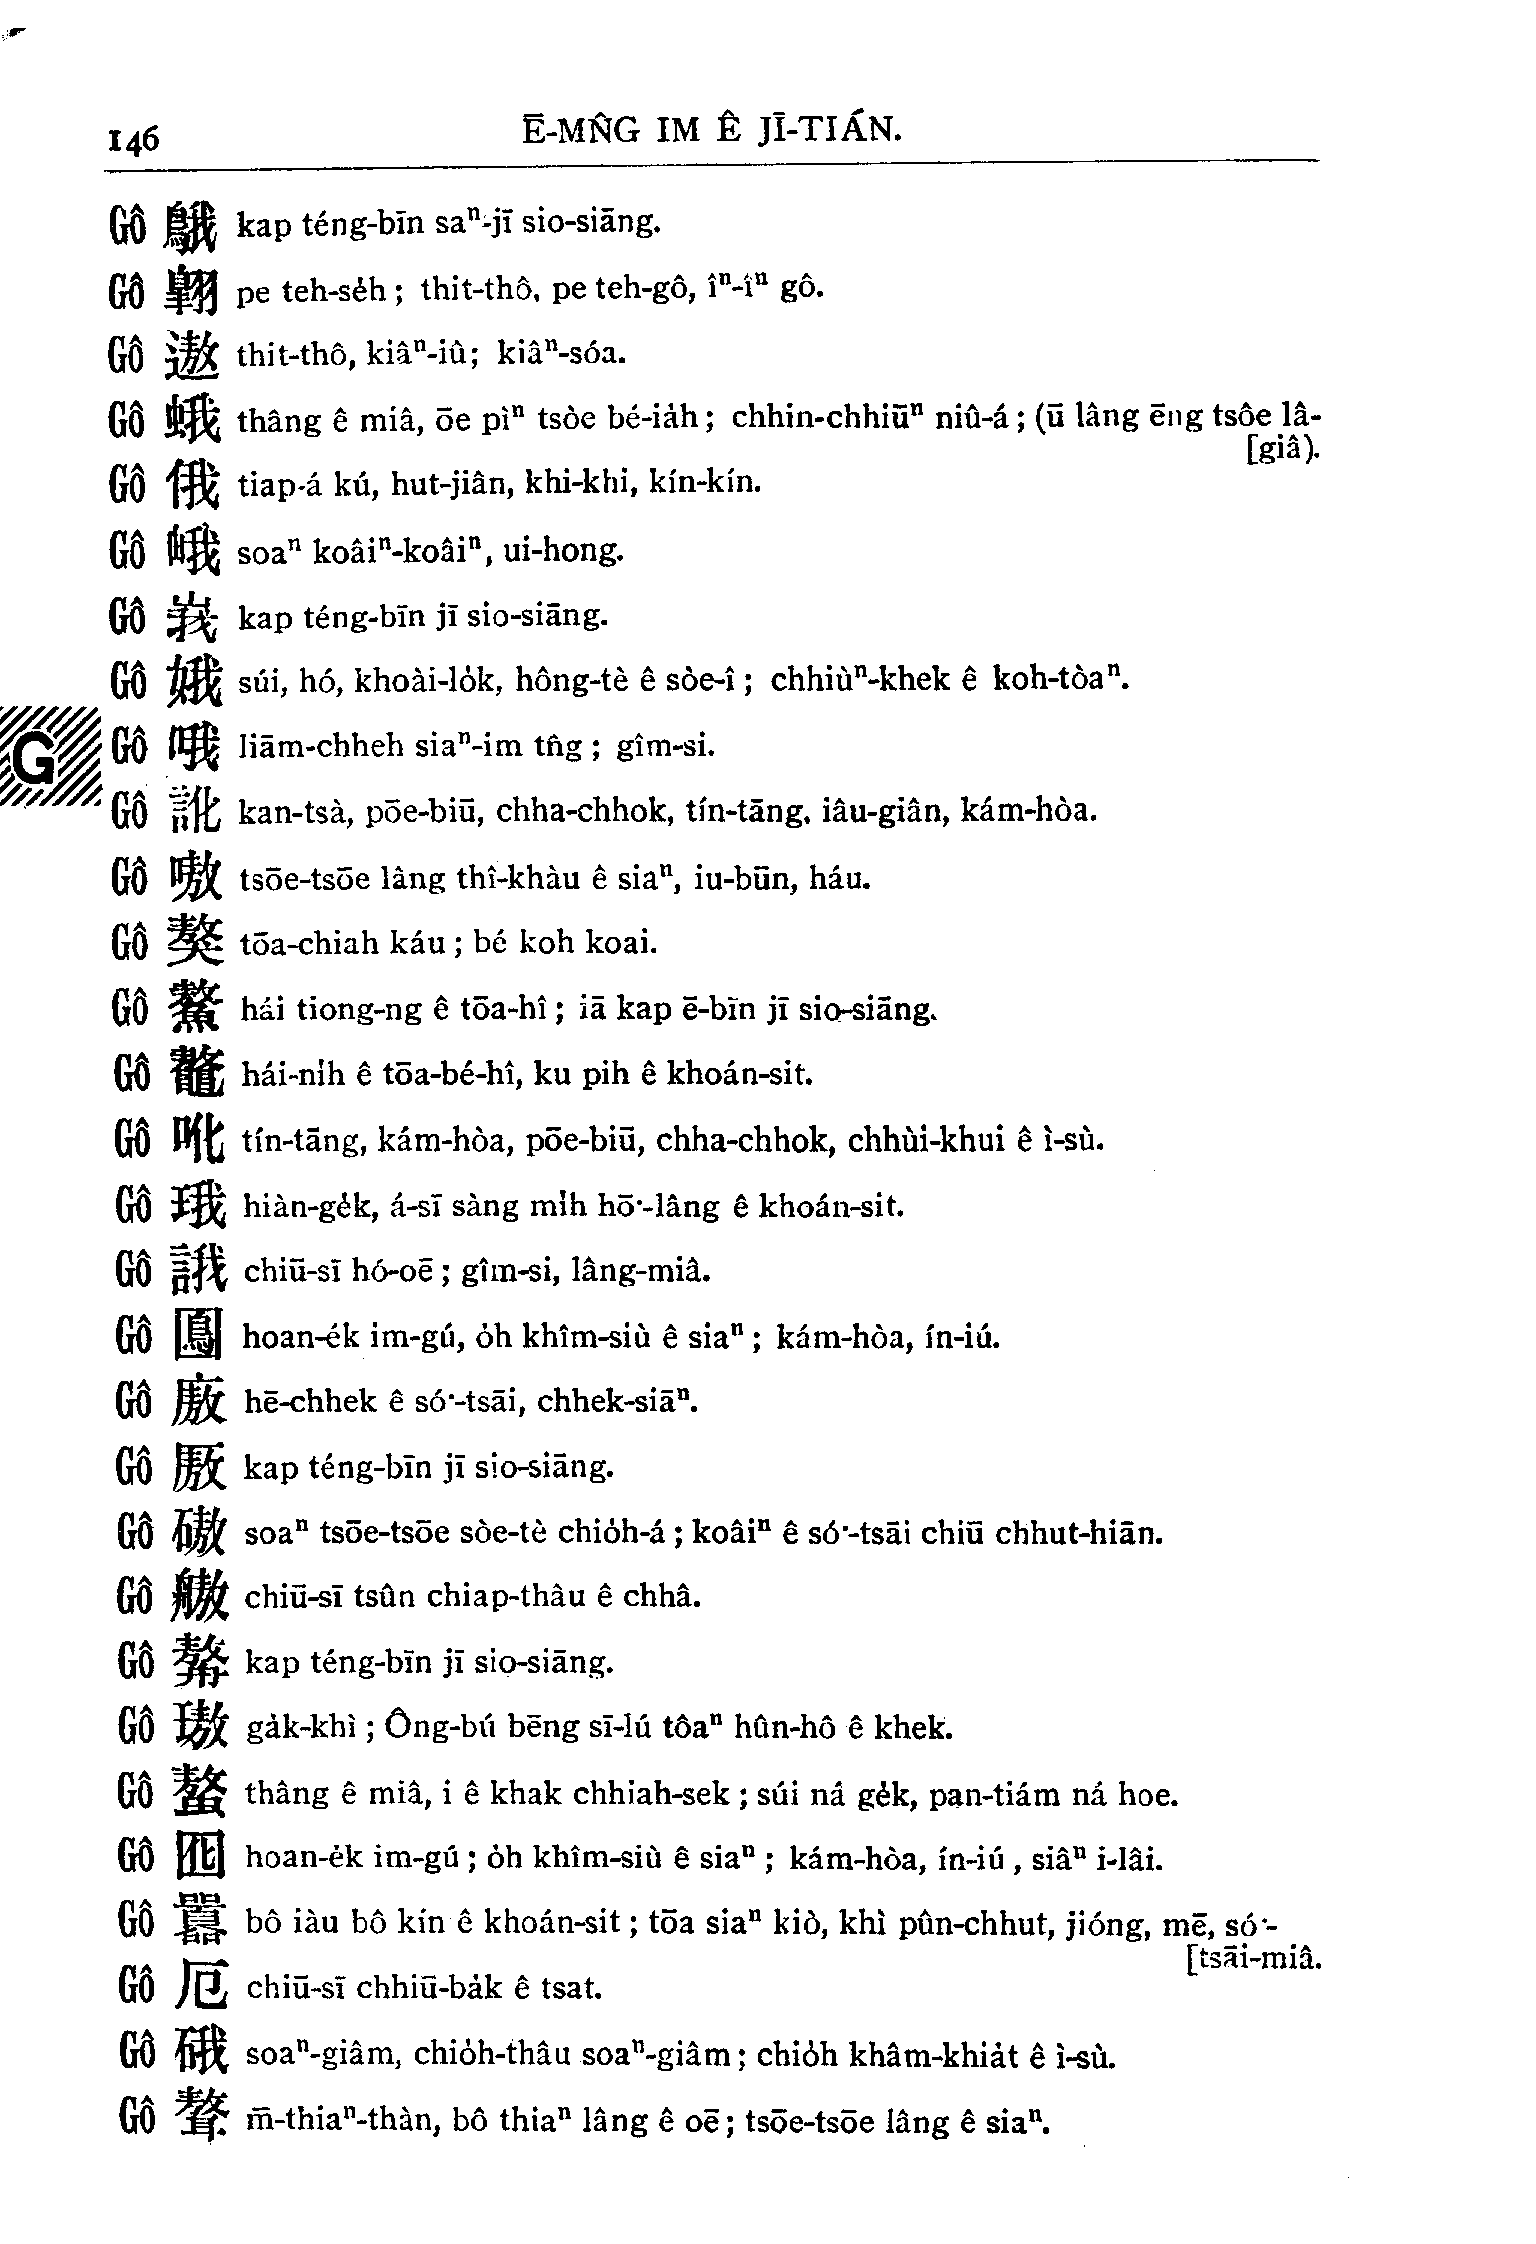 146
Ē-MN̂G IM Ê JĪ-TIÁN.
Gô 䳗 kap téng-bīn saⁿ-jī sio-siāng.
Gô 翱 pe teh-se̍h; thit-thô, pe teh-gô, îⁿ-îⁿ gô.
Gô 遨 thit-thô, kiâⁿ-iû; kiâⁿ-sóa.
Gô 蛾 thâng ê miâ, ōe pìⁿ tsòe bé-ia̍h; chhin-chhiūⁿ niû-á; (ū lâng ēng tsôe lâ-
[giâ).
Gô 俄 tiap-á kú, hut-jiân, khi-khi, kín-kín.
Gô 峨 soaⁿ koâiⁿ-koâiⁿ, ui-hong.
Gô 峩 kap téng-bīn jī sio-siāng.
Gô 娥 súi, hó, khoài-lo̍k, hông-tè ê sòe-î; chhiùⁿ-khek ê koh-tòaⁿ.
G
Gô 哦 liām-chheh siaⁿ-im tn̂g; gîm-si.
Gô 訛 kan-tsà, pōe-biū, chha-chhok, tín-tāng, iâu-giân, kám-hòa.
Gô 嗷 tsōe-tsōe lâng thî-khàu ê siaⁿ, iu-būn, háu.
Gô 獒 tōa-chiah káu; bé koh koai.
Gô 鰲 hái tiong-ng ê tōa-hî; iā kap ē-bīn jī sio-siāng.
Gô 鼇 hái-ni̍h ê tōa-bé-hî, ku pih ê khoán-sit.
Gô 吪 tín-tāng, kám-hòa, pōe-biū, chha-chhok, chhùi-khui ê ì-sù.
Gô 珴 hiàn-ge̍k, á-sī sàng mi̍h hō͘-lâng ê khoán-sit.
Gô 誐 chiū-sī hó-oē; gîm-si, lâng-miâ.
Gô hoan-ék im-gú, o̍h khîm-siù ê siaⁿ; kám-hòa, ín-iú.
Gô 廒 hē-chhek ê só͘-tsāi, chhek-siāⁿ.
Gô 厫 kap téng-bīn jī sio-siāng.
Gô 磝 soaⁿ tsōe-tsōe sòe-tè chio̍h-á; koâiⁿ ê só͘-tsāi chiū chhut-hiān.
Gô chiū-sī tsûn chiap-thâu ê chhâ.
Gô kap téng-bīn jī sio-siāng.
Gô 璈 ga̍k-khì; Ông-bú bēng sī-lú tôaⁿ hûn-hô ê khek.
Gô 螯 thâng ê miâ, i ê khak chhiah-sek; súi ná ge̍k, pan-tiám ná hoe.
Gô 囮 hoan-e̍k im-gú; o̍h khîm-siù ê siaⁿ; kám-hòa, ín-iú, siâⁿ i-lâi.
Gô 囂 bô iàu bô kín ê khoán-sit; tōa siaⁿ kiò, khì pûn-chhut, jióng, mē, só͘-
[tsāi-miâ.
Gô 厄 chiū-sī chhiū-ba̍k ê tsat.
Gô 硪 soaⁿ-giâm, chio̍h-thâu soaⁿ-giâm; chio̍h khâm-khia̍t ê ì-sù.
Gô 聱 m̄-thiaⁿ-thàn, bô thiaⁿ lâng ê oē; tsōe-tsōe lâng ê siaⁿ.